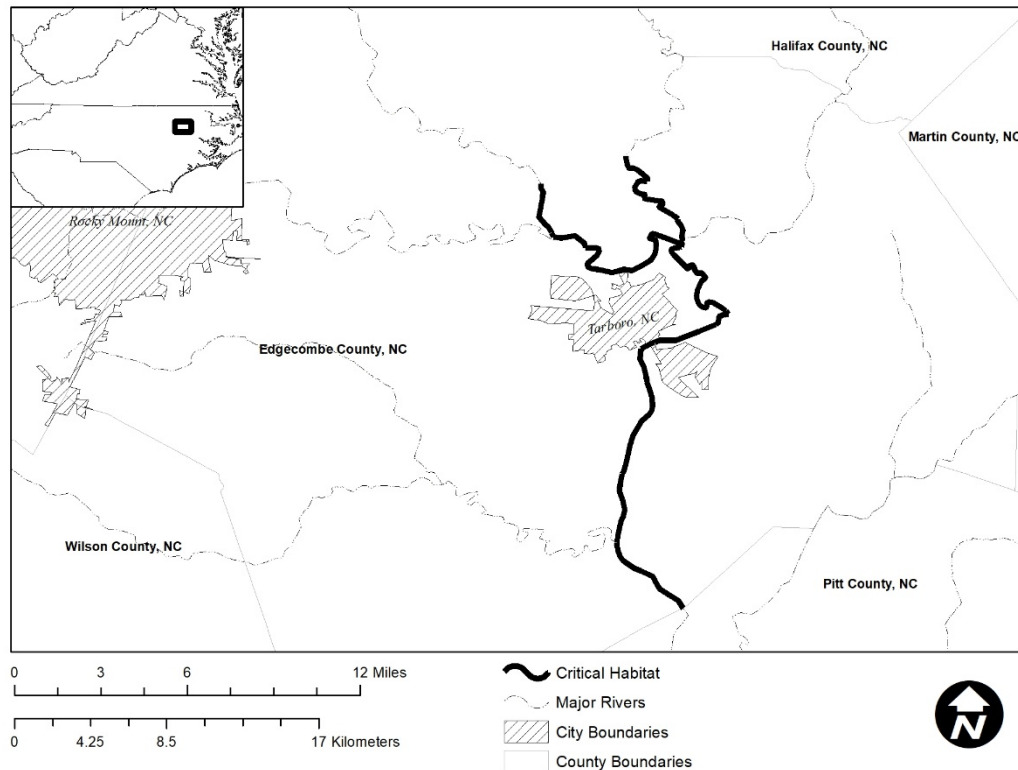 Halifax County, NC
Martin County, NC
Rocky Mount, NC
Tarboro, NC
Edgecombe County, NC
Wilson County, NC
Pitt County, NC
0 3 6 12 Miles
0 4.25 8.5 17 Kilometers
Critical Habitat
Major Rivers
City Boundaries
County Boundaries
N